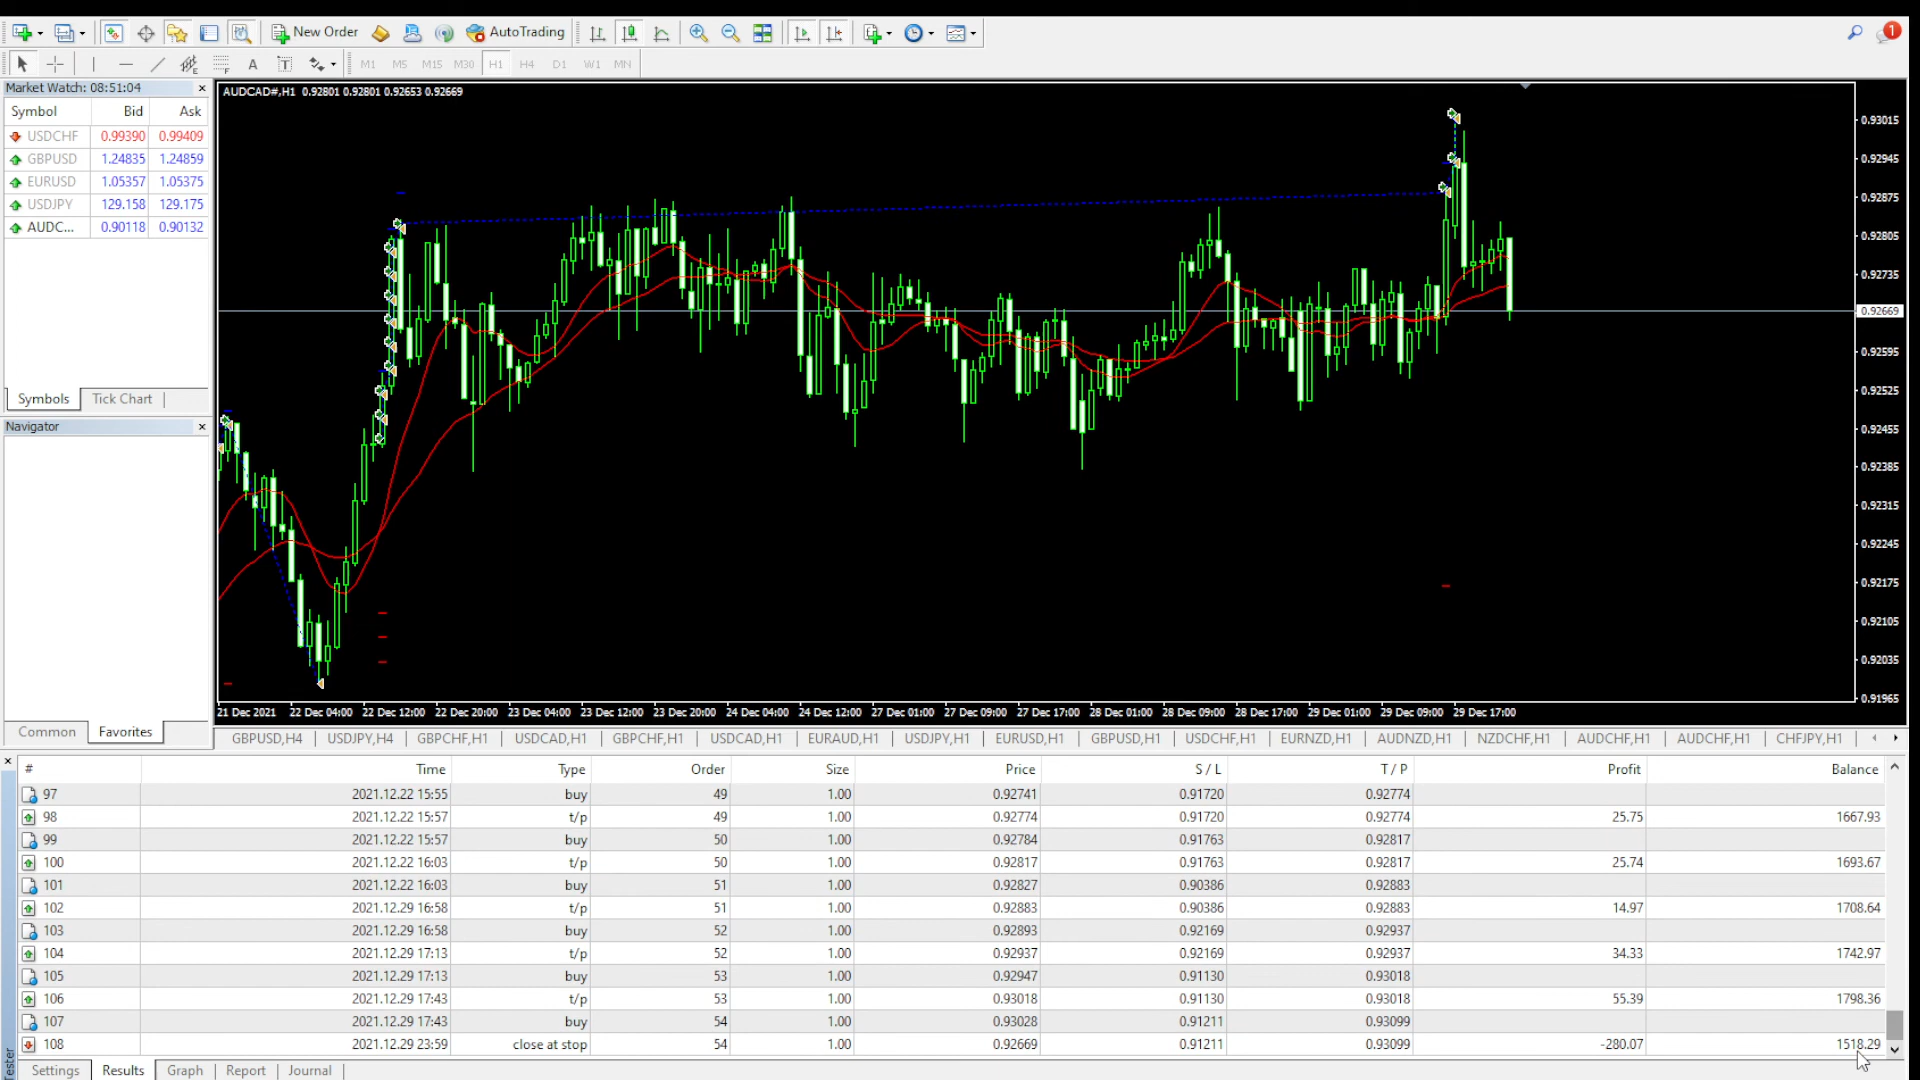 New Order AutoTrading 1
A T M1 M5 M15 M30 H1 H4 D1 W1 MN
Market Watch: 08:51:04
Symbol Bid Ask
USDCHF 0.99390 0.99409
GBPUSD 1.24835 1.24859
EURUSD 1.05357 1.05375
USDJPY 129.158 129.175
AUDC... 0.90118 0.90132
Symbols Tick Chart
Navigator
Common Favorites
AUDCAD#,H1 0.92801 0.92801 0.92653 0.92669
0.93015
0.92945
0.92875
0.92805
0.92735
0.92669
0.92595
0.92525
0.92455
0.92385
0.92315
0.92245
0.92175
0.92105
0.92035
0.91965
21 Dec 2021 22 Dec 04:00 22 Dec 12:00 22 Dec 20:00 23 Dec 04:00 23 Dec 12:00 23 Dec 20:00 24 Dec 04:00 24 Dec 12:00 27 Dec 01:00 27 Dec 09:00 27 Dec 17:00 28 Dec 01:00 28 Dec 09:00 28 Dec 17:00 29 Dec 01:00 29 Dec 09:00 29 Dec 17:00
GBPUSD,H4 USDJPY,H4 GBPCHF,H1 USDCAD,H1 GBPCHF,H1 USDCAD,H1 EURAUD,H1 USDJPY,H1 EURUSD,H1 GBPUSD,H1 USDCHF,H1 EURNZD,H1 AUDNZD,H1 NZDCHF,H1 AUDCHF,H1 AUDCHF,H1 CHFJPY,H1
# Time Type Order Size Price S / L T / P Profit Balance
97 2021.12.22 15:55 buy 49 1.00 0.92741 0.91720 0.92774
98 2021.12.22 15:57 t/p 49 1.00 0.92774 0.91720 0.92774 25.75 1667.93
99 2021.12.22 15:57 buy 50 1.00 0.92784 0.91763 0.92817
100 2021.12.22 16:03 t/p 50 1.00 0.92817 0.91763 0.92817 25.74 1693.67
101 2021.12.22 16:03 buy 51 1.00 0.92827 0.90386 0.92883
102 2021.12.29 16:58 t/p 51 1.00 0.92883 0.90386 0.92883 14.97 1708.64
103 2021.12.29 16:58 buy 52 1.00 0.92893 0.92169 0.92937
104 2021.12.29 17:13 t/p 52 1.00 0.92937 0.92169 0.92937 34.33 1742.97
105 2021.12.29 17:13 buy 53 1.00 0.92947 0.91130 0.93018
106 2021.12.29 17:43 t/p 53 1.00 0.93018 0.91130 0.93018 55.39 1798.36
107 2021.12.29 17:43 buy 54 1.00 0.93028 0.91211 0.93099
108 2021.12.29 23:59 close at stop 54 1.00 0.92669 0.91211 0.93099 -280.07 1518.29
Tester
Settings Results Graph Report Journal